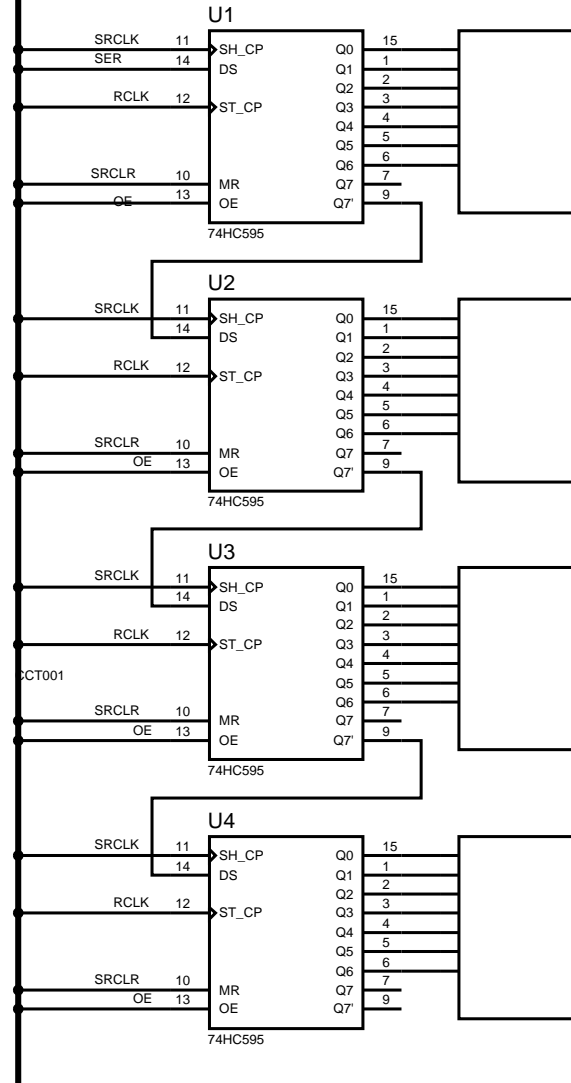 U1
SRCLK 11 SH_CP Q0 15
SER 14 DS Q1 1
Q2 2
RCLK 12 ST_CP Q3 3
Q4 4
Q5 5
Q6 6
SRCLR 10 MR Q7 7
OE 13 OE Q7' 9
74HC595
U2
SRCLK 11 SH_CP Q0 15
14 DS Q1 1
Q2 2
RCLK 12 ST_CP Q3 3
Q4 4
Q5 5
Q6 6
SRCLR 10 MR Q7 7
OE 13 OE Q7' 9
74HC595
U3
SRCLK 11 SH_CP Q0 15
14 DS Q1 1
Q2 2
RCLK 12 ST_CP Q3 3
Q4 4
CCT001 Q5 5
Q6 6
SRCLR 10 MR Q7 7
OE 13 OE Q7' 9
74HC595
U4
SRCLK 11 SH_CP Q0 15
14 DS Q1 1
Q2 2
RCLK 12 ST_CP Q3 3
Q4 4
Q5 5
Q6 6
SRCLR 10 MR Q7 7
OE 13 OE Q7' 9
74HC595